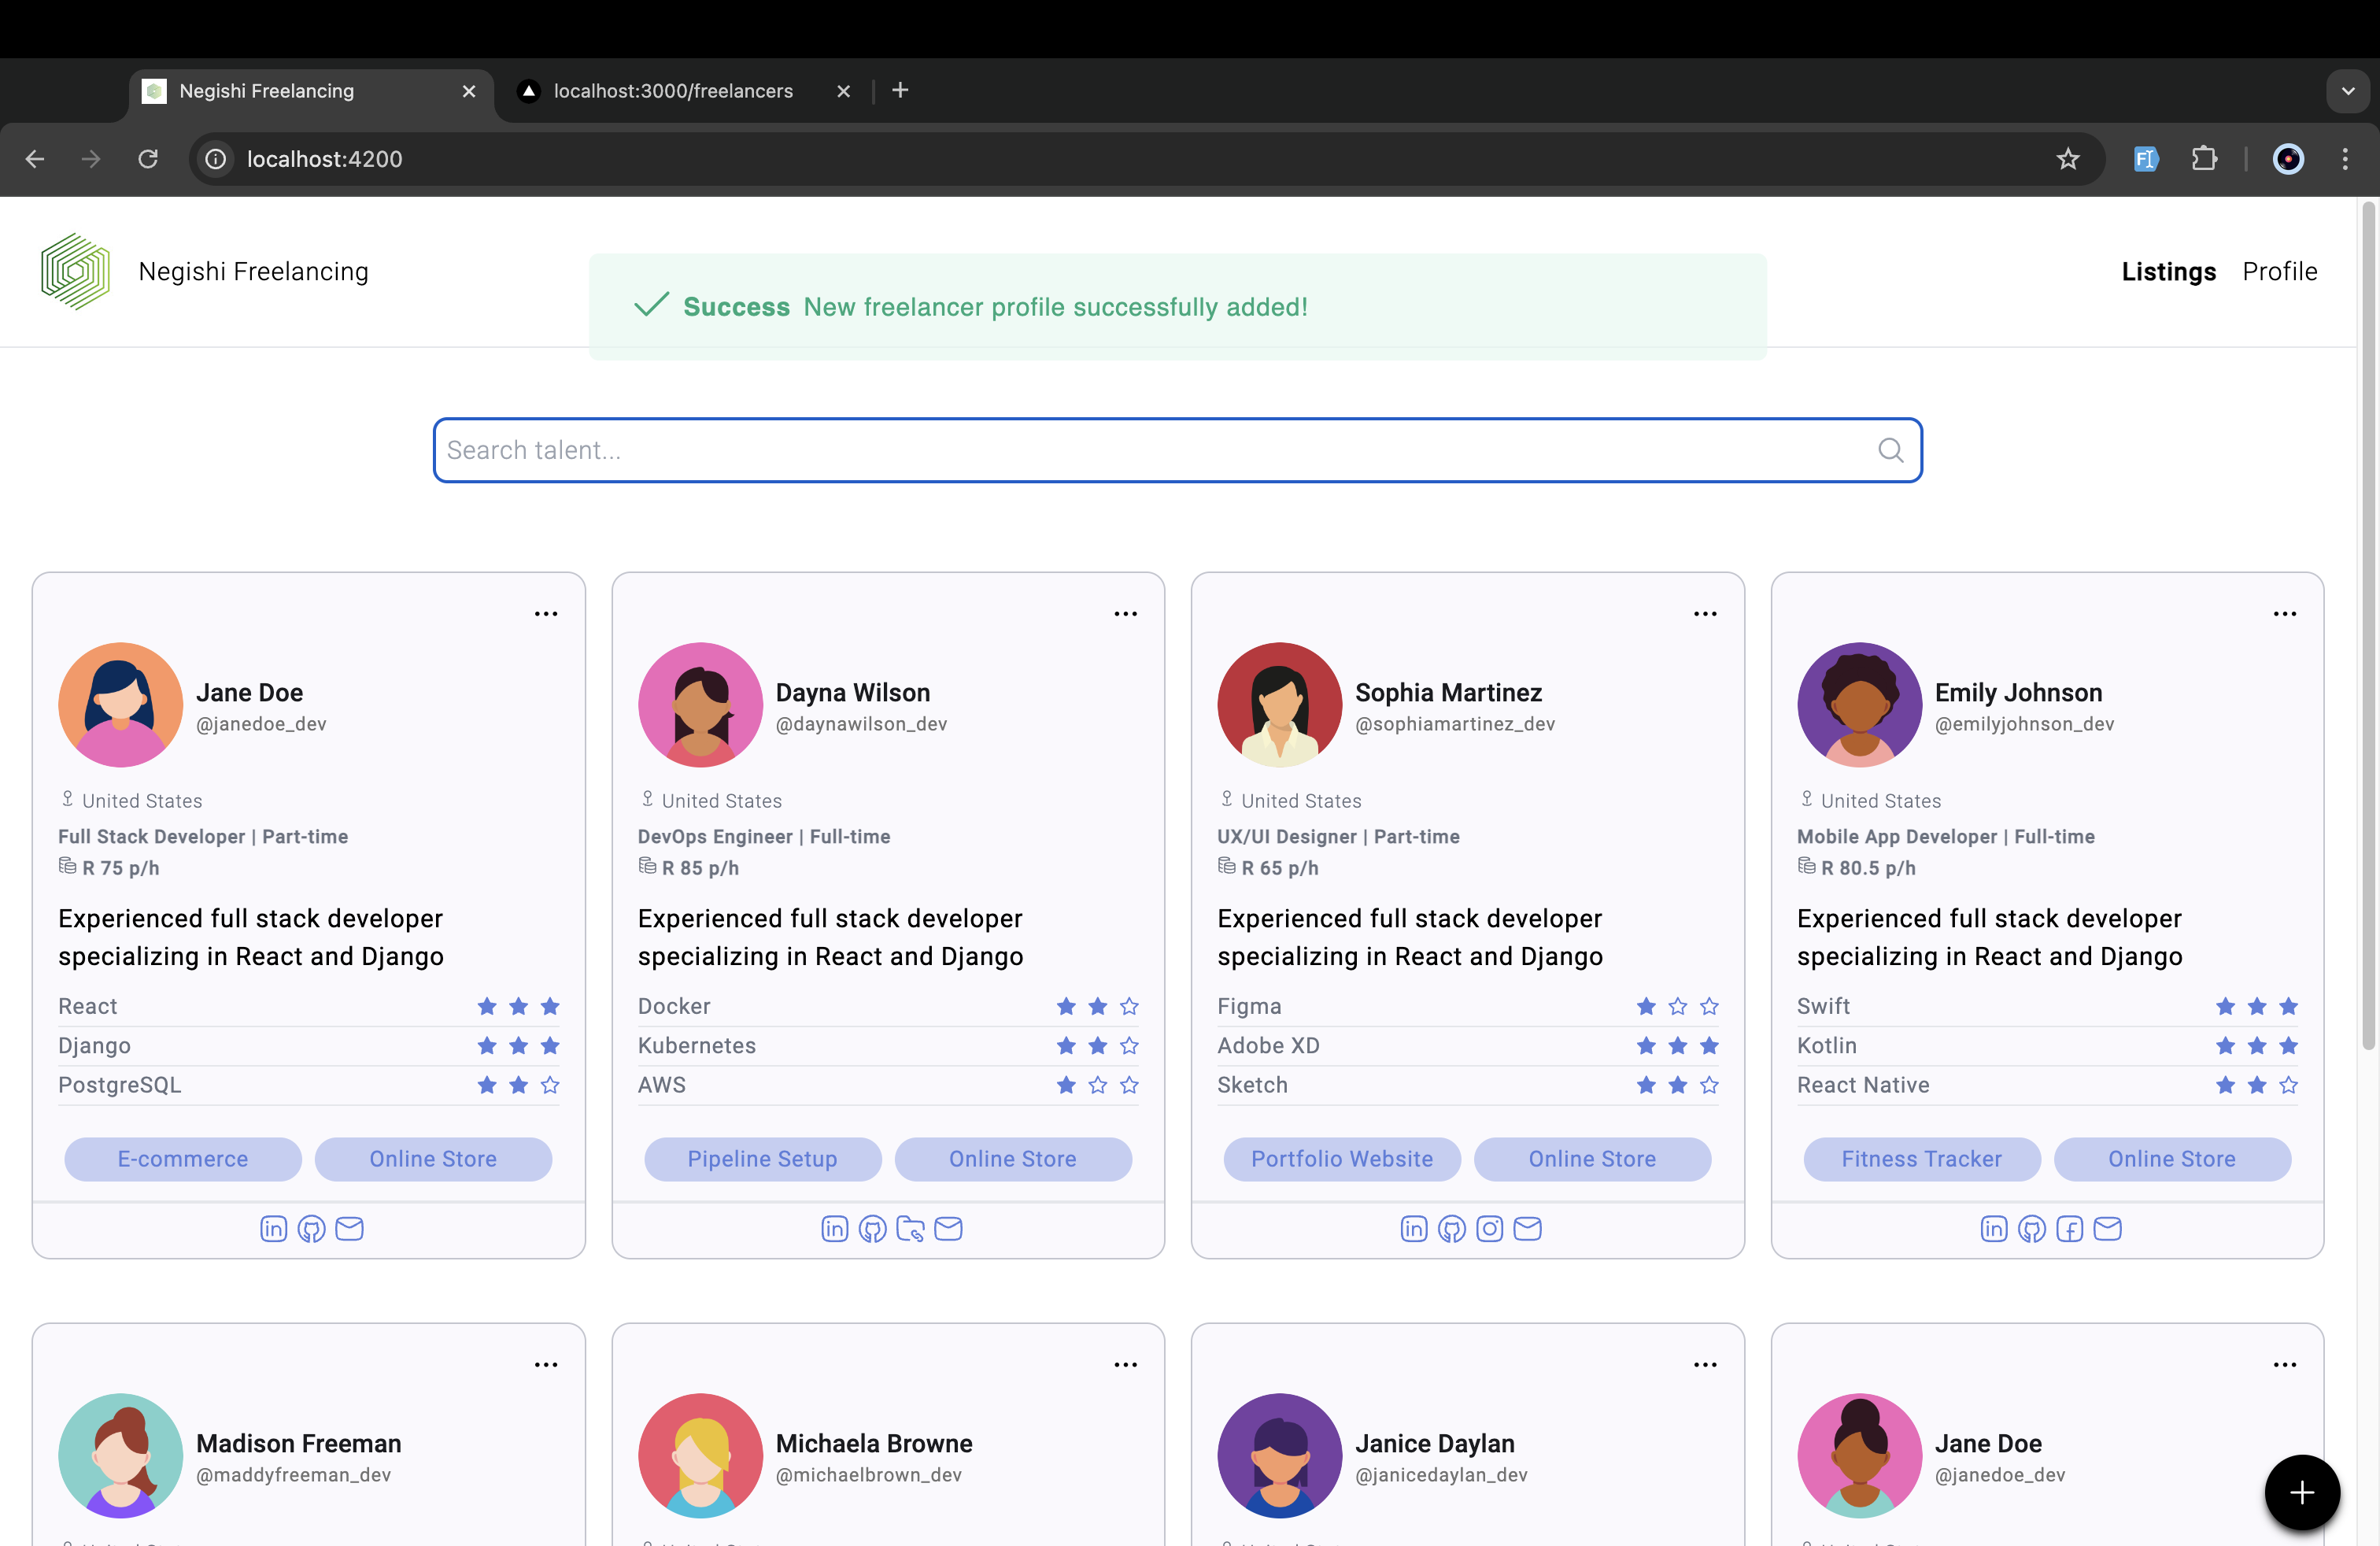 Negishi Freelancing
localhost:3000/freelancers
localhost:4200
Negishi Freelancing
Success New freelancer profile successfully added!
Listings Profile
Search talent...
Jane Doe
@janedoe_dev
United States
Full Stack Developer | Part-time
R 75 p/h
Experienced full stack developer
specializing in React and Django
React
Django
PostgreSQL
E-commerce Online Store
Dayna Wilson
@daynawilson_dev
United States
DevOps Engineer | Full-time
R 85 p/h
Experienced full stack developer
specializing in React and Django
Docker
Kubernetes
AWS
Pipeline Setup Online Store
Sophia Martinez
@sophiamartinez_dev
United States
UX/UI Designer | Part-time
R 65 p/h
Experienced full stack developer
specializing in React and Django
Figma
Adobe XD
Sketch
Portfolio Website Online Store
Emily Johnson
@emilyjohnson_dev
United States
Mobile App Developer | Full-time
R 80.5 p/h
Experienced full stack developer
specializing in React and Django
Swift
Kotlin
React Native
Fitness Tracker Online Store
Madison Freeman
@maddyfreeman_dev
Michaela Browne
@michaelbrown_dev
Janice Daylan
@janicedaylan_dev
Jane Doe
@janedoe_dev